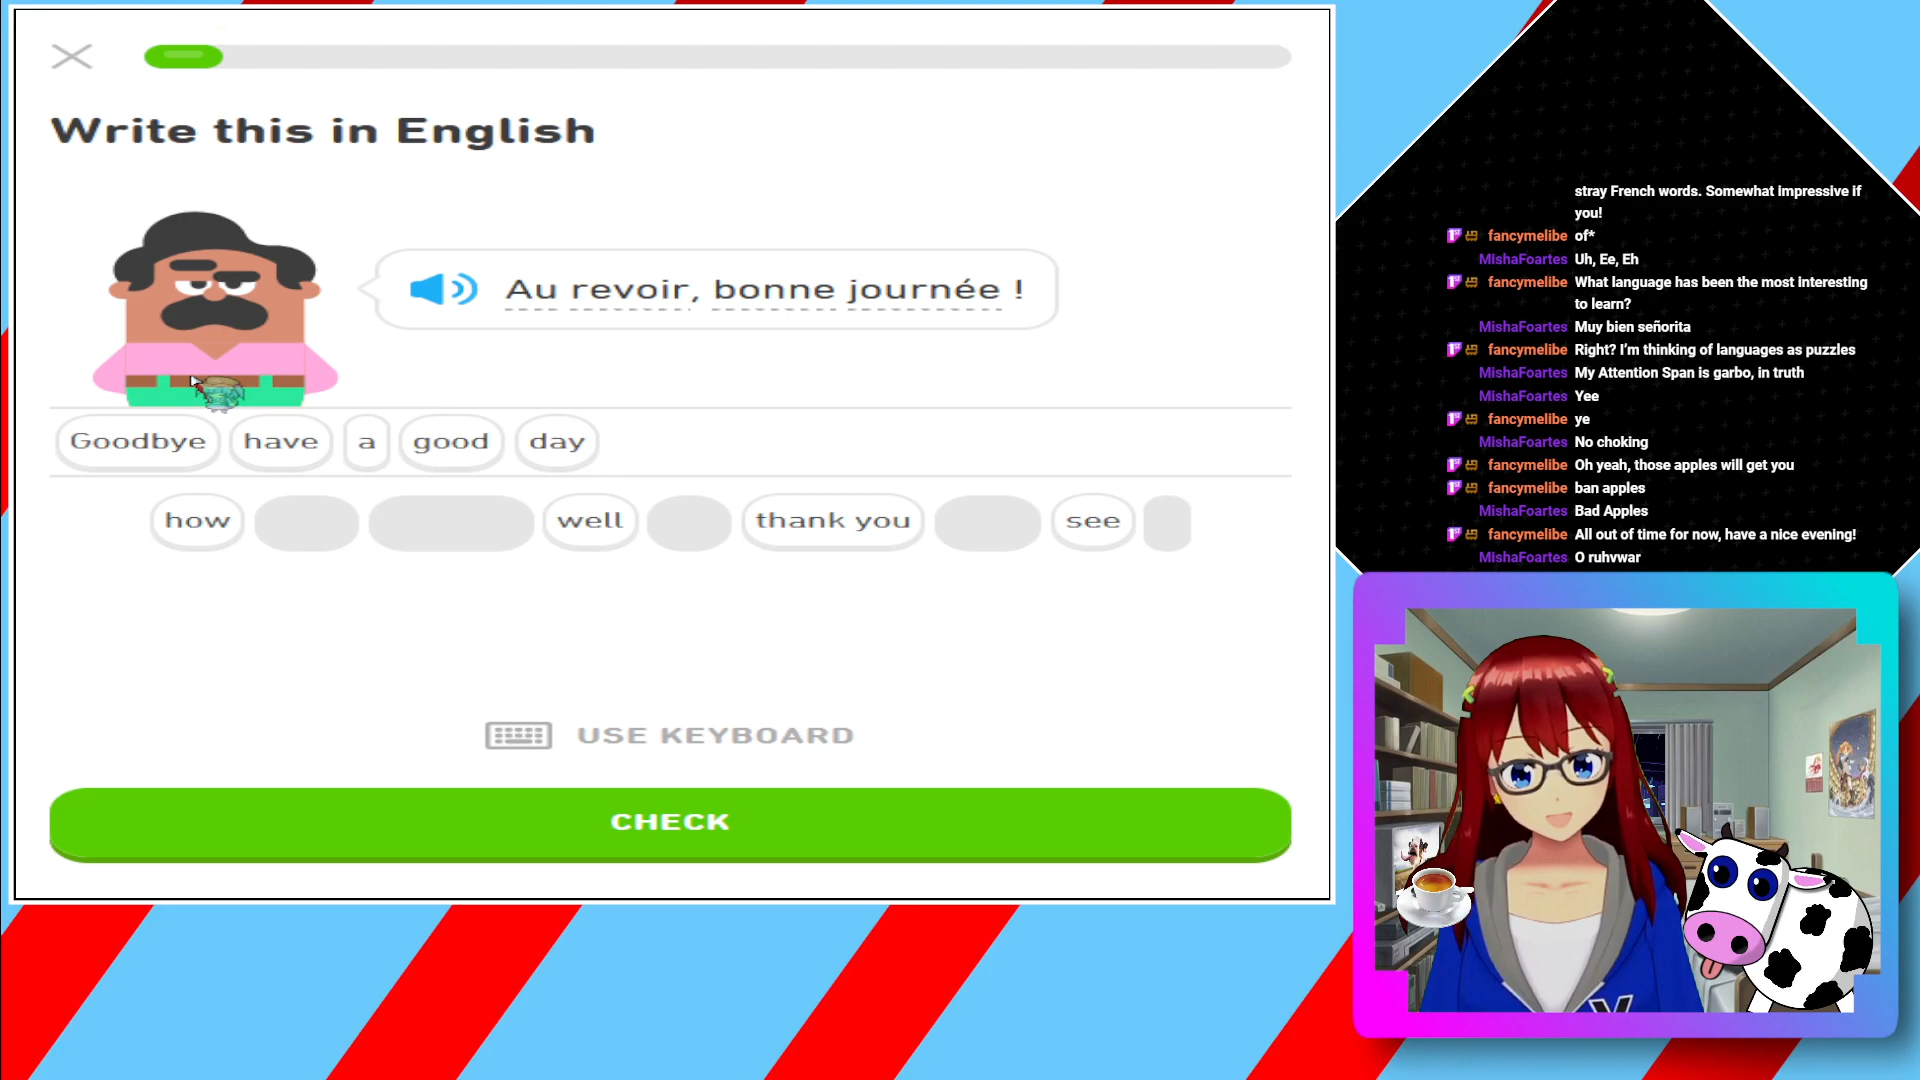 Write this in English
Au revoir, bonne journée !
Goodbye have a good day
how well thank you see
USE KEYBOARD
CHECK
stray French words. Somewhat impressive if
you!
fancymelibe of*
MishaFoartes Uh, Ee, Eh
fancymelibe What language has been the most interesting
to learn?
MishaFoartes Muy bien señorita
fancymelibe Right? I'm thinking of languages as puzzles
MishaFoartes My Attention Span is garbo, in truth
MishaFoartes Yee
fancymelibe ye
MishaFoartes No choking
fancymelibe Oh yeah, those apples will get you
fancymelibe ban apples
MishaFoartes Bad Apples
fancymelibe All out of time for now, have a nice evening!
MishaFoartes O ruhvwar